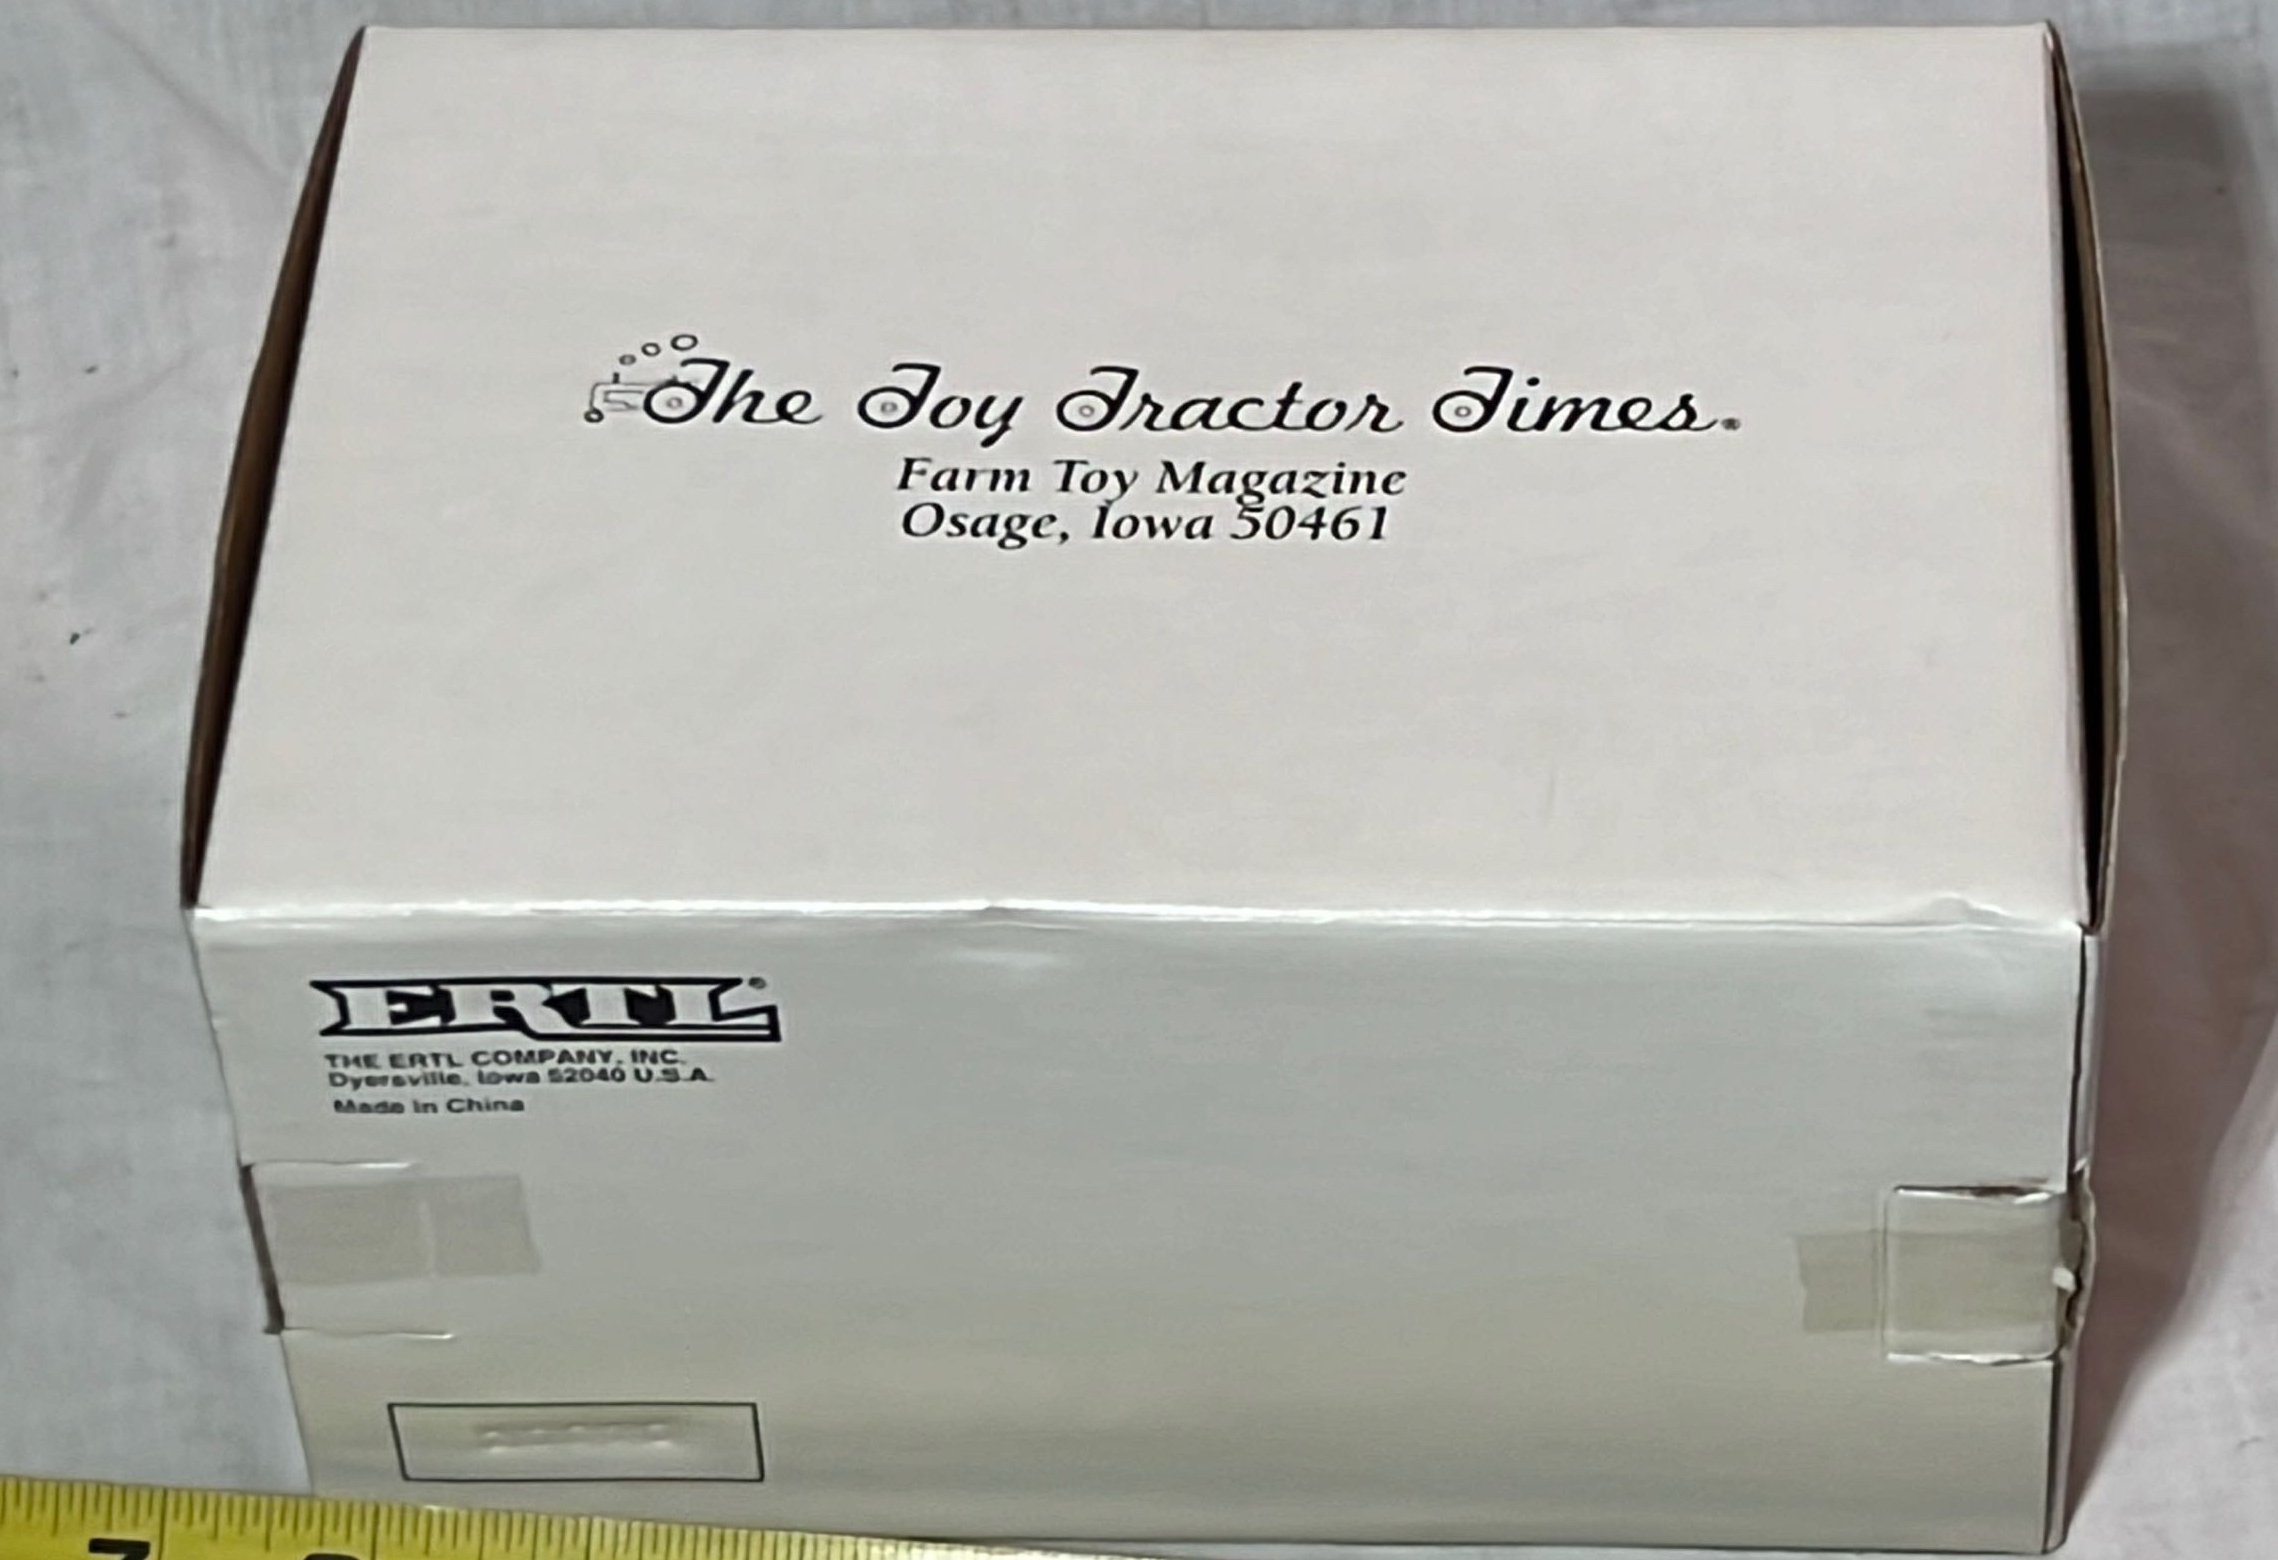 The Toy Tractor Times®
Farm Toy Magazine
Osage, Iowa 50461
ERTL®
THE ERTL COMPANY, INC.
Dyersville, Iowa 52040 U.S.A.
Made in China
7